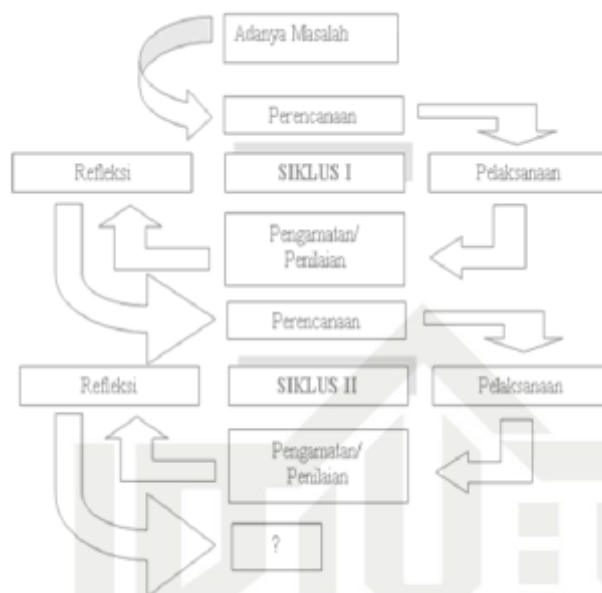 Adanya Masalah
Perencanaan
Refleksi
SIKLUS I
Pelaksanaan
Pengamatan/
Penilaian
Perencanaan
Refleksi
SIKLUS II
Pelaksanaan
Pengamatan/
Penilaian
?